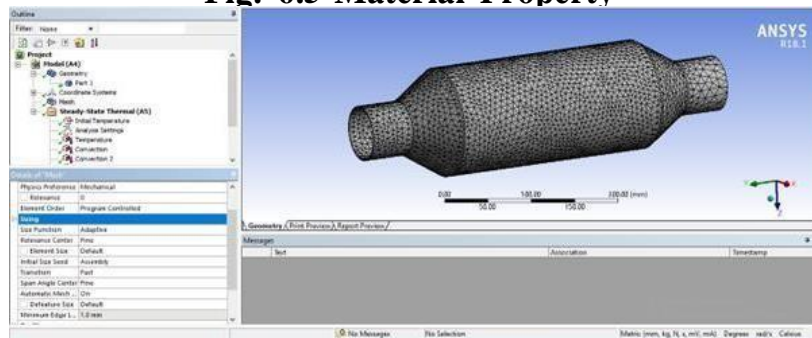 Fig. 6.3 Material Property
Outline
Filter: Name
Project
Model (A4)
Geometry
Part 1
Coordinate Systems
Mesh
Steady-State Thermal (A5)
Initial Temperature
Analysis Settings
Temperature
Convection
Convection 2
Details of "Mesh"
Physics Preference Mechanical
Relevance 0
Element Order Program Controlled
Sizing
Size Function Adaptive
Relevance Center Fine
Element Size Default
Initial Size Seed Assembly
Transition Fast
Span Angle Center Fine
Automatic Mesh ... On
Defeature Size Default
Minimum Edge L... 1.0 mm
ANSYS
R18.1
0.00 100.00 200.00 (mm)
50.00 150.00
Geometry Print Preview Report Preview
Messages
Text Association Timestamp
No Messages No Selection Metric (mm, kg, N, s, mV, mA) Degrees rad/s Celsius